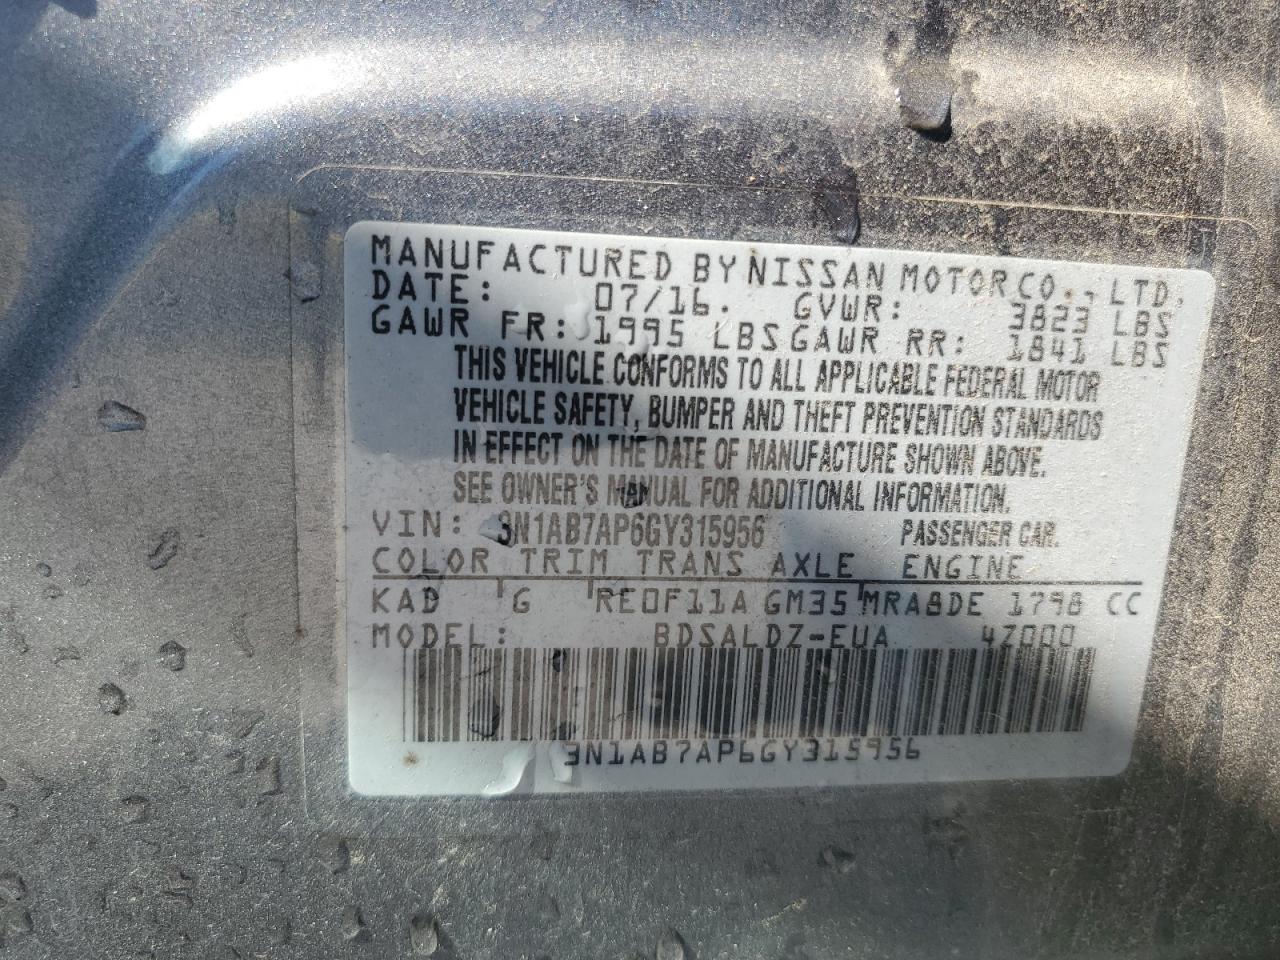 MANUFACTURED BY NISSAN MOTOR CO., LTD.
DATE: 07/16. GVWR: 3823 LBS
GAWR FR: 1995 LBS GAWR RR: 1841 LBS
THIS VEHICLE CONFORMS TO ALL APPLICABLE FEDERAL MOTOR
VEHICLE SAFETY, BUMPER AND THEFT PREVENTION STANDARDS
IN EFFECT ON THE DATE OF MANUFACTURE SHOWN ABOVE.
SEE OWNER'S MANUAL FOR ADDITIONAL INFORMATION.
VIN: 3N1AB7AP6GY315956 PASSENGER CAR.
COLOR TRIM TRANS AXLE ENGINE
KAD G RE0F11A GM35 MRA8DE 1798 CC
MODEL: BDSALDZ-EUA 4Z000
3N1AB7AP6GY315956